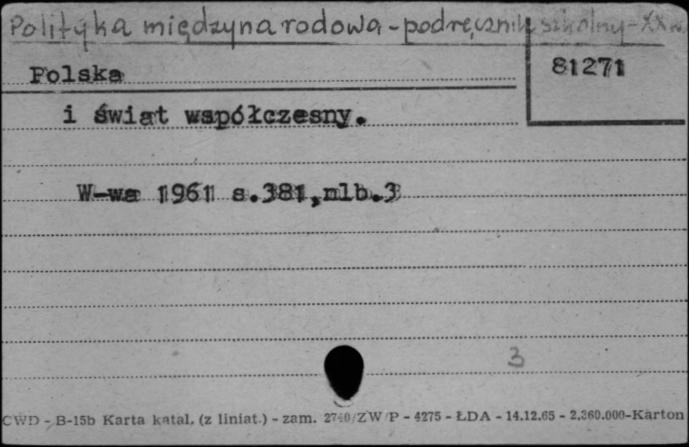 Polityka międzynarodowa - podręcznik szkolny - XX w.
Polska
81271
i świat współczesny.
W-wa 1961 s.381,nlb.3
3
CWD - B-15b Karta katal. (z liniat.) - zam. 2740/ZW/P - 4275 - ŁDA - 14.12.65 - 2.360.000-Karton